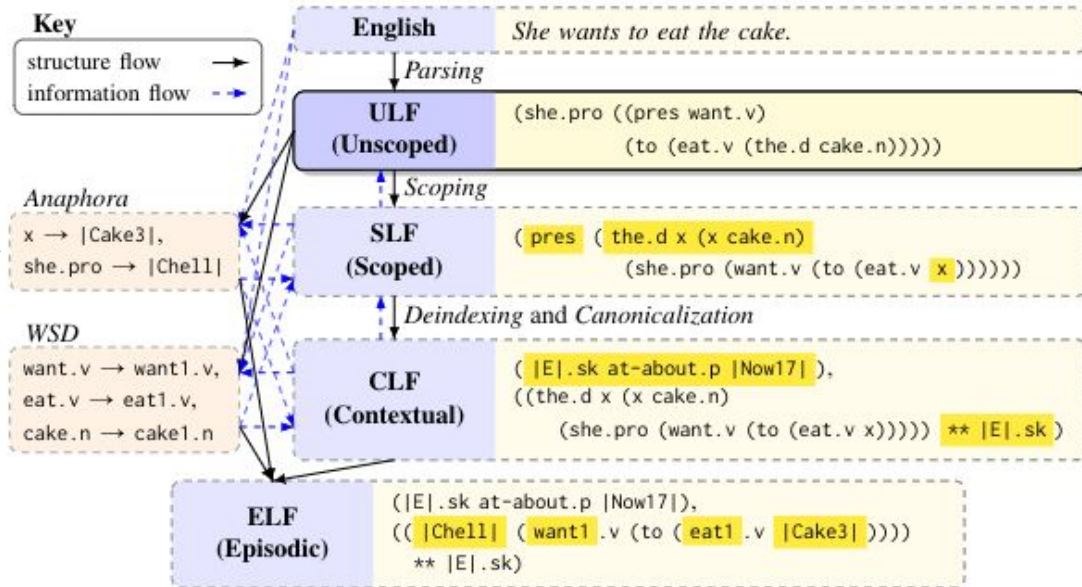 Key
structure flow
information flow
English
She wants to eat the cake.
Parsing
ULF
(Unscoped)
(she.pro ((pres want.v)
(to (eat.v (the.d cake.n)))))
Scoping
Anaphora
x → |Cake3|,
she.pro → |Chell|
SLF
(Scoped)
( pres ( the.d x (x cake.n)
(she.pro (want.v (to (eat.v x ))))))
Deindexing and Canonicalization
WSD
want.v → want1.v,
eat.v → eat1.v,
cake.n → cake1.n
CLF
(Contextual)
( |E|.sk at-about.p |Now17| ),
((the.d x (x cake.n)
(she.pro (want.v (to (eat.v x))))) ** |E|.sk )
ELF
(Episodic)
(|E|.sk at-about.p |Now17|),
(( |Chell| ( want1 .v (to ( eat1 .v |Cake3| ))))
** |E|.sk)